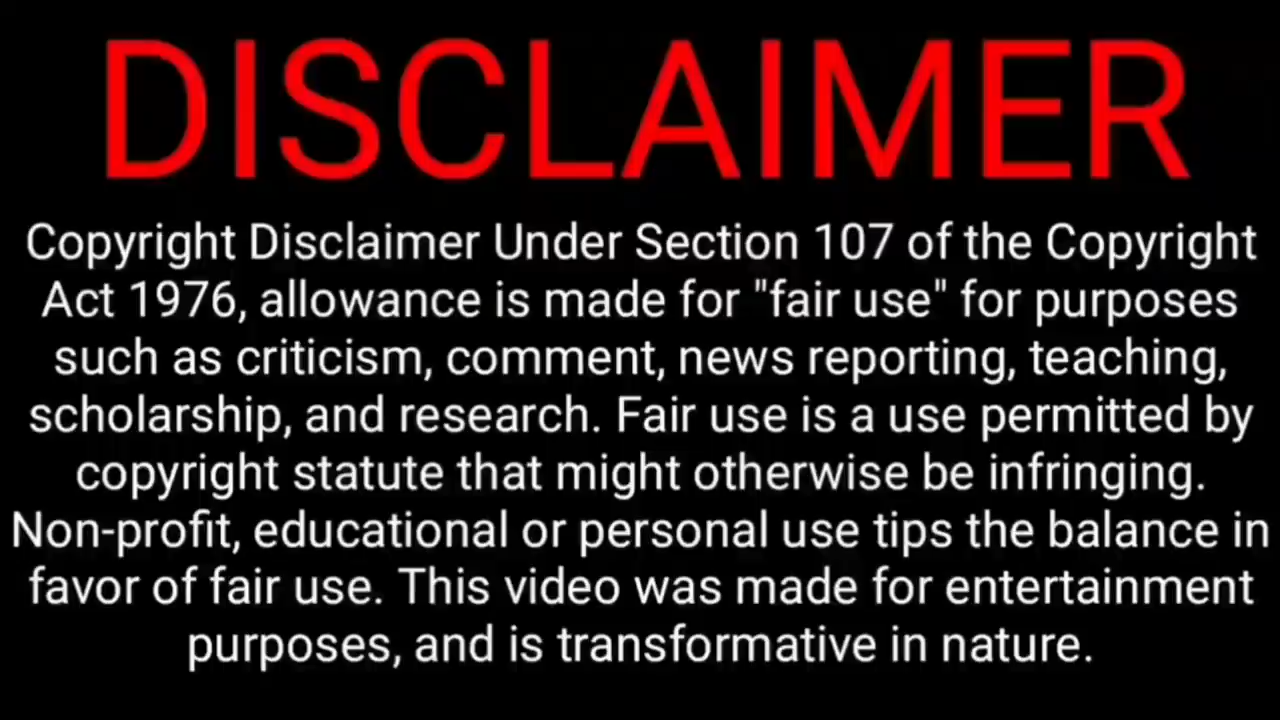 DISCLAIMER
Copyright Disclaimer Under Section 107 of the Copyright
Act 1976, allowance is made for "fair use" for purposes
such as criticism, comment, news reporting, teaching,
scholarship, and research. Fair use is a use permitted by
copyright statute that might otherwise be infringing.
Non-profit, educational or personal use tips the balance in
favor of fair use. This video was made for entertainment
purposes, and is transformative in nature.